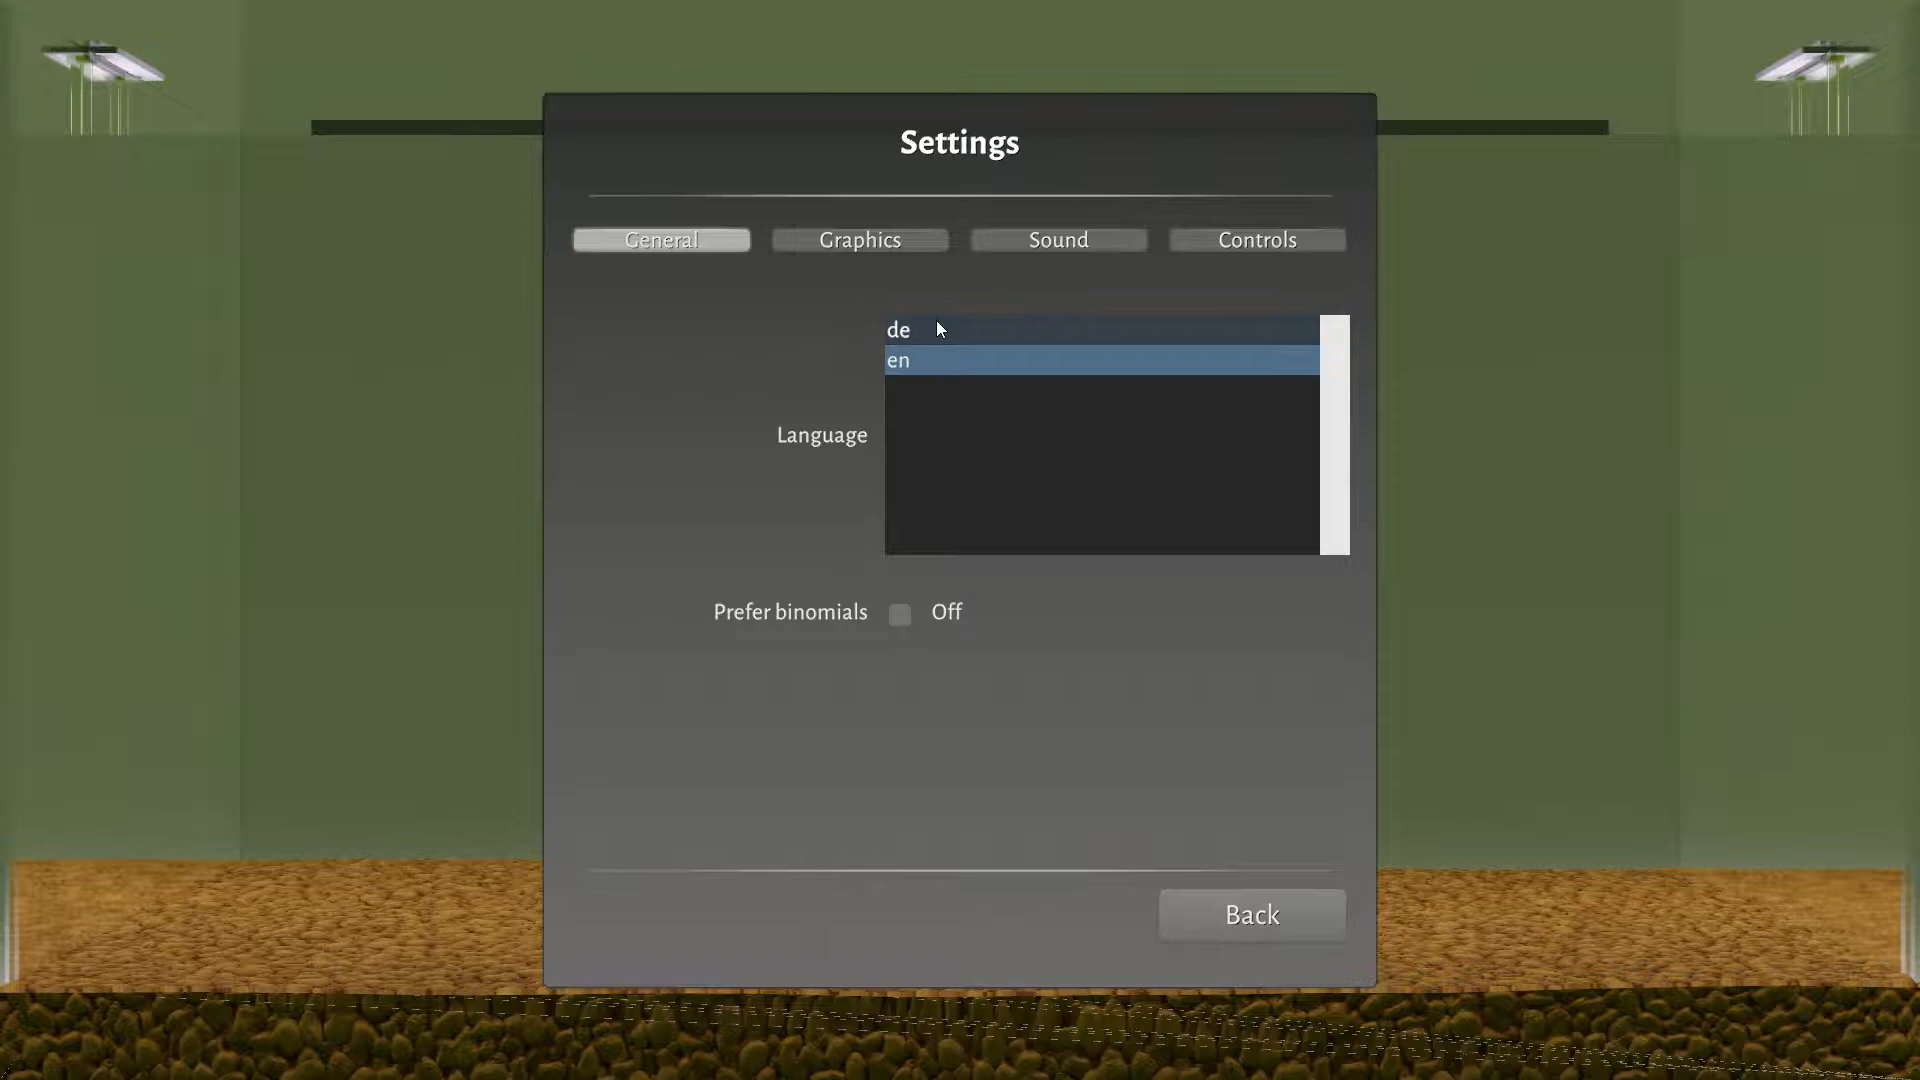 Settings
General
Graphics
Sound
Controls
de
en
Language
Prefer binomials
Off
Back